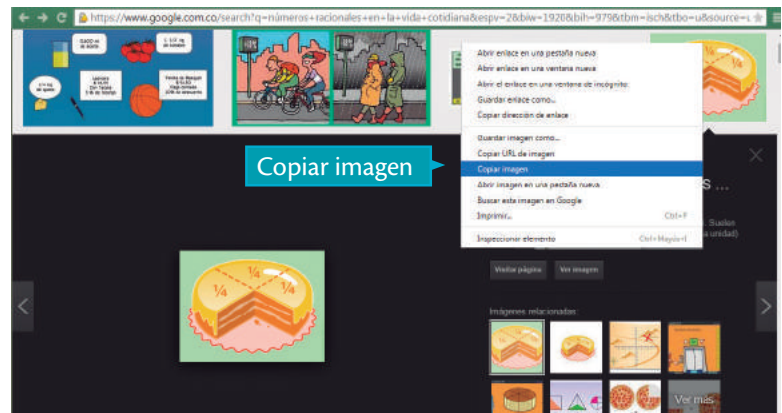 https://www.google.com.co/search?q=números+racionales+en+la+vida+cotidiana&espv=2&biw=1920&bih=979&tbm=isch&tbo=u&source=u
Abrir enlace en una pestaña nueva
Abrir enlace en una ventana nueva
Abrir el enlace en una ventana de incógnito
Guardar enlace como...
Copiar dirección de enlace
Guardar imagen como...
Copiar URL de imagen
Copiar imagen
Abrir imagen en una pestaña nueva
Buscar esta imagen en Google
Imprimir... Ctrl+P
Inspeccionar elemento Ctrl+Mayús+I
Copiar imagen
s ...
Suelen
a unidad)
Visitar página Ver imagen
Imágenes relacionadas:
1/4
1/4 1/4
Ver más